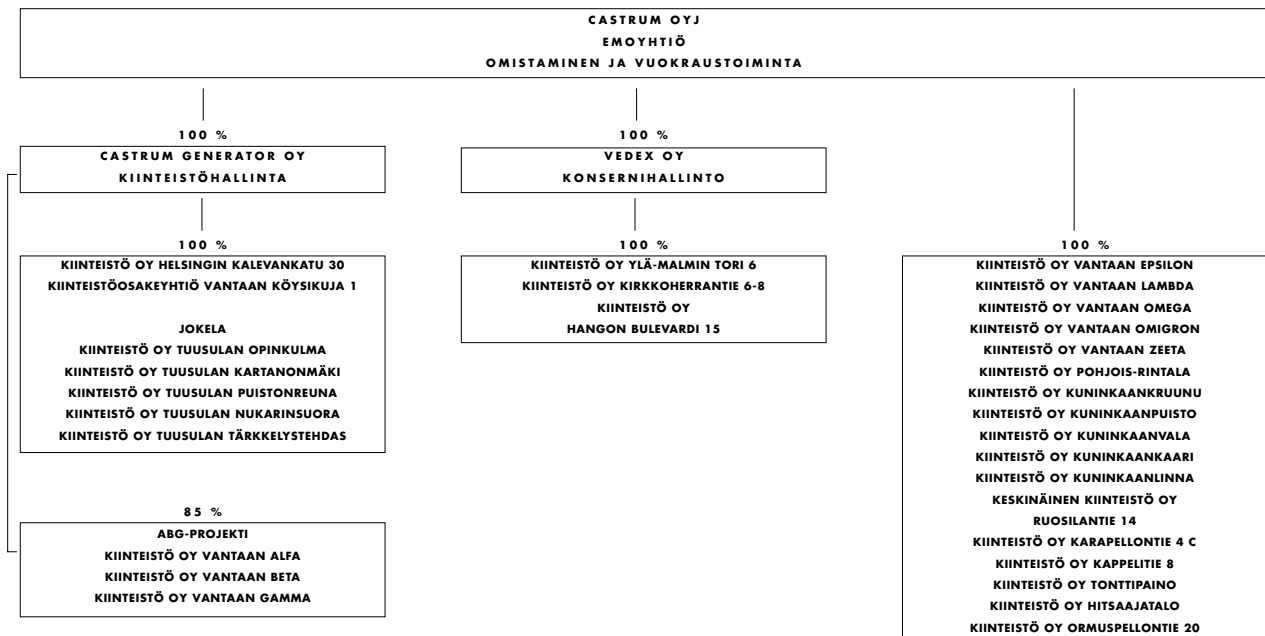 CASTRUM OYJ
EMOYHTIÖ
OMISTAMINEN JA VUOKRAUSTOIMINTA
100 %
CASTRUM GENERATOR OY
KIINTEISTÖHALLINTA
100 %
KIINTEISTÖ OY HELSINGIN KALEVANKATU 30
KIINTEISTÖOSAKEYHTIÖ VANTAAN KÖYSIKUJA 1
JOKELA
KIINTEISTÖ OY TUUSULAN OPINKULMA
KIINTEISTÖ OY TUUSULAN KARTANONMÄKI
KIINTEISTÖ OY TUUSULAN PUISTONREUNA
KIINTEISTÖ OY TUUSULAN NUKARINSUORA
KIINTEISTÖ OY TUUSULAN TÄRKKELYSTEHDAS
85 %
ABG-PROJEKTI
KIINTEISTÖ OY VANTAAN ALFA
KIINTEISTÖ OY VANTAAN BETA
KIINTEISTÖ OY VANTAAN GAMMA
100 %
VEDEX OY
KONSERNIHALLINTO
100 %
KIINTEISTÖ OY YLÄ-MALMIN TORI 6
KIINTEISTÖ OY KIRKKOHERRANTIE 6-8
KIINTEISTÖ OY
HANGON BULEVARDI 15
100 %
KIINTEISTÖ OY VANTAAN EPSILON
KIINTEISTÖ OY VANTAAN LAMBDA
KIINTEISTÖ OY VANTAAN OMEGA
KIINTEISTÖ OY VANTAAN OMIGRON
KIINTEISTÖ OY VANTAAN ZEETA
KIINTEISTÖ OY POHJOIS-RINTALA
KIINTEISTÖ OY KUNINKAANKRUUNU
KIINTEISTÖ OY KUNINKAANPUISTO
KIINTEISTÖ OY KUNINKAANVALA
KIINTEISTÖ OY KUNINKAANKAARI
KIINTEISTÖ OY KUNINKAANLINNA
KESKINÄINEN KIINTEISTÖ OY
RUOSILANTIE 14
KIINTEISTÖ OY KARAPELLONTIE 4 C
KIINTEISTÖ OY KAPPELITIE 8
KIINTEISTÖ OY TONTTIPAINO
KIINTEISTÖ OY HITSAAJATALO
KIINTEISTÖ OY ORMUSPELLONTIE 20